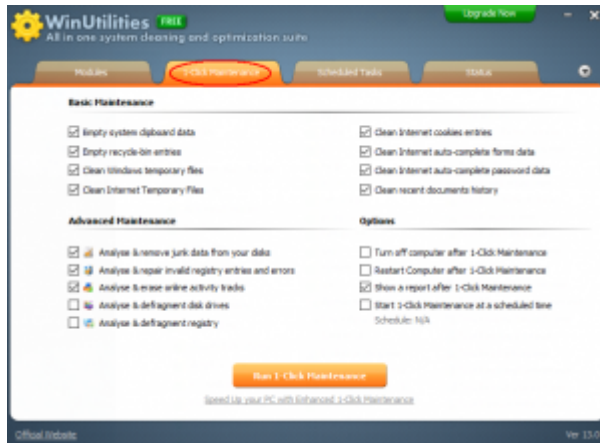 WinUtilities FREE
Upgrade Now
All in one system cleaning and optimization suite
Modules
1-Click Maintenance
Scheduled Tasks
Status
Basic Maintenance
Empty system clipboard data
Empty recycle-bin entries
Clean Windows temporary files
Clean Internet Temporary Files
Clean Internet cookies entries
Clean Internet auto-complete forms data
Clean Internet auto-complete password data
Clean recent documents history
Advanced Maintenance
Analyse & remove junk data from your disks
Analyse & repair invalid registry entries and errors
Analyse & erase online activity tracks
Analyse & defragment disk drives
Analyse & defragment registry
Options
Turn off computer after 1-Click Maintenance
Restart Computer after 1-Click Maintenance
Show a report after 1-Click Maintenance
Start 1-Click Maintenance at a scheduled time
Schedule: N/A
Run 1-Click Maintenance
Speed Up your PC with Enhanced 1-Click Maintenance
Official Website
Ver 13.0